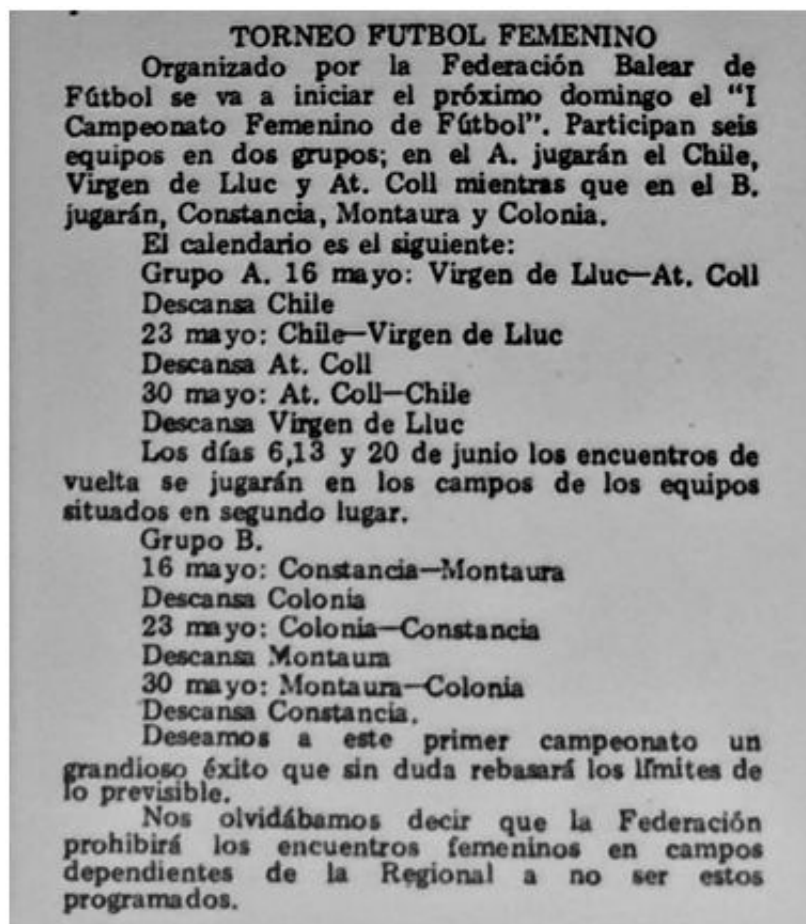 TORNEO FUTBOL FEMENINO
Organizado por la Federación Balear de
Fútbol se va a iniciar el próximo domingo el “I
Campeonato Femenino de Fútbol”. Participan seis
equipos en dos grupos; en el A. jugarán el Chile,
Virgen de Lluc y At. Coll mientras que en el B.
jugarán, Constancia, Montaura y Colonia.
El calendario es el siguiente:
Grupo A. 16 mayo: Virgen de Lluc—At. Coll
Descansa Chile
23 mayo: Chile—Virgen de Lluc
Descansa At. Coll
30 mayo: At. Coll—Chile
Descansa Virgen de Lluc
Los días 6,13 y 20 de junio los encuentros de
vuelta se jugarán en los campos de los equipos
situados en segundo lugar.
Grupo B.
16 mayo: Constancia—Montaura
Descansa Colonia
23 mayo: Colonia—Constancia
Descansa Montaura
30 mayo: Montaura—Colonia
Descansa Constancia.
Deseamos a este primer campeonato un
grandioso éxito que sin duda rebasará los límites de
lo previsible.
Nos olvidábamos decir que la Federación
prohibirá los encuentros femeninos en campos
dependientes de la Regional a no ser estos
programados.